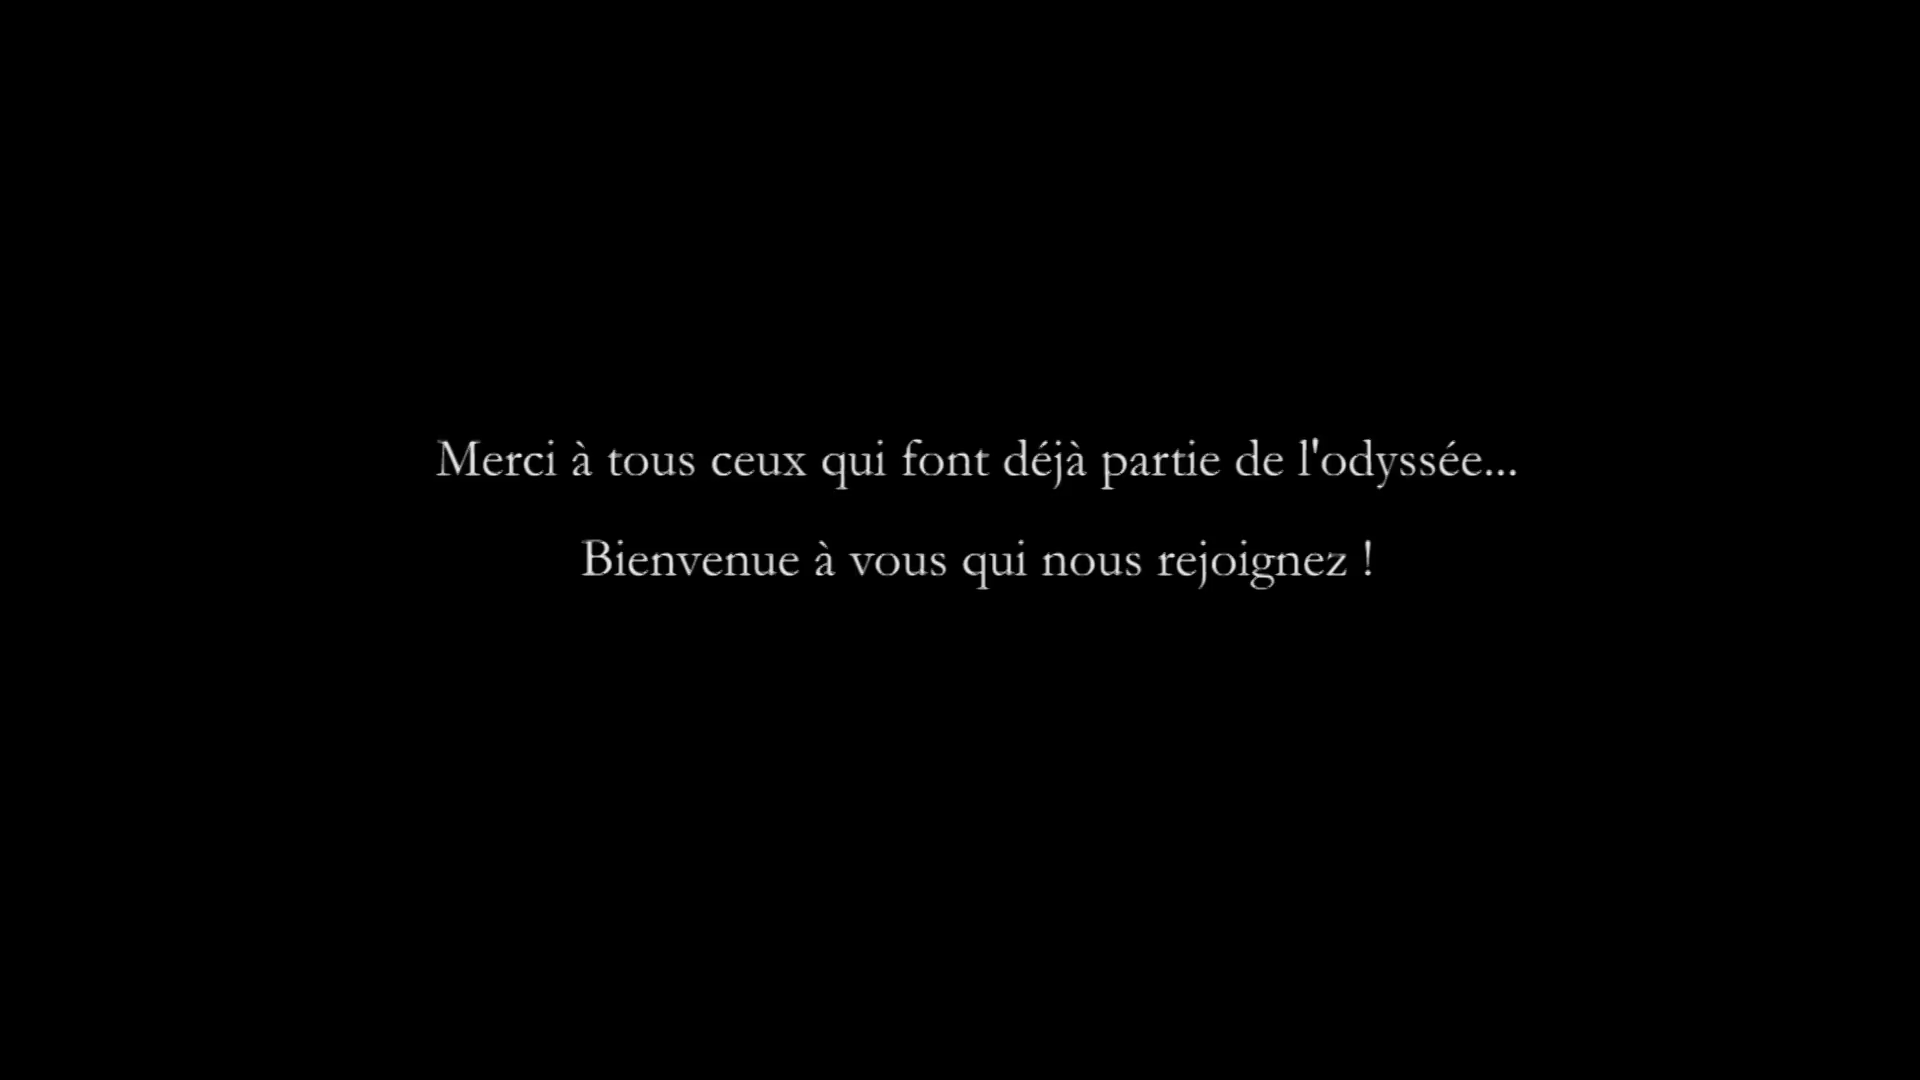 Merci à tous ceux qui font déjà partie de l'odyssée...
Bienvenue à vous qui nous rejoignez !